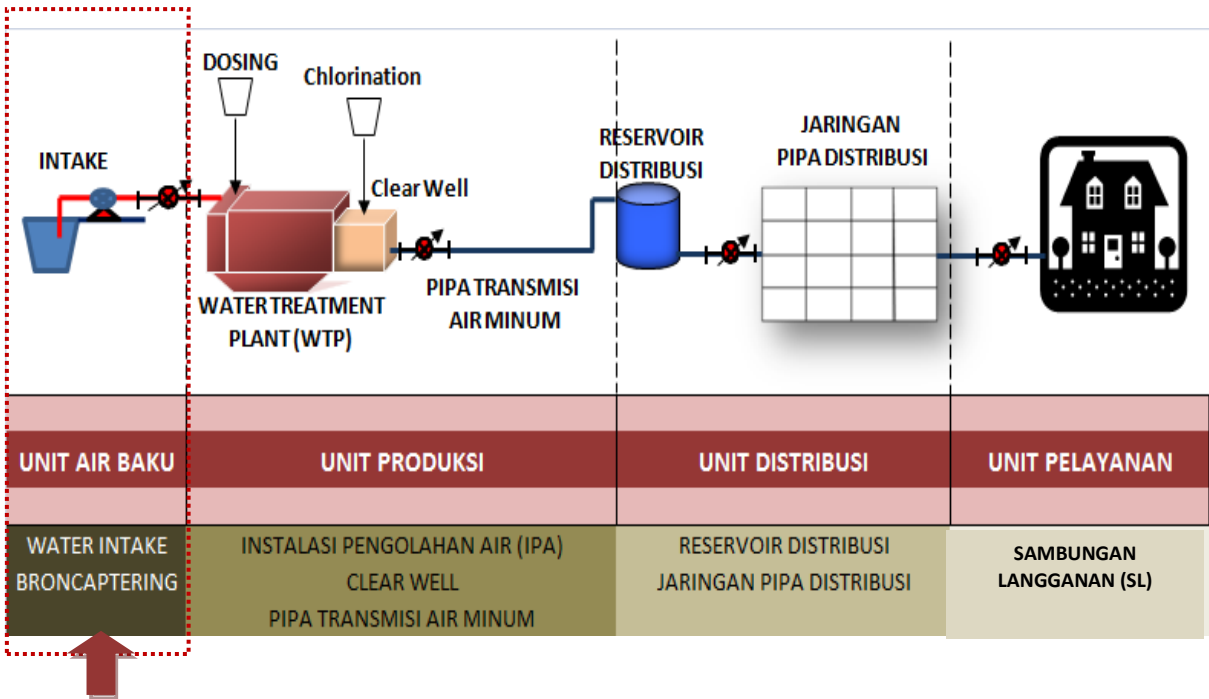 DOSING
Chlorination
INTAKE
Clear Well
WATER TREATMENT
PLANT (WTP)
PIPA TRANSMISI
AIR MINUM
RESERVOIR
DISTRIBUSI
JARINGAN
PIPA DISTRIBUSI
UNIT AIR BAKU
UNIT PRODUKSI
UNIT DISTRIBUSI
UNIT PELAYANAN
WATER INTAKE
BRONCAPTERING
INSTALASI PENGOLAHAN AIR (IPA)
CLEAR WELL
PIPA TRANSMISI AIR MINUM
RESERVOIR DISTRIBUSI
JARINGAN PIPA DISTRIBUSI
SAMBUNGAN
LANGGANAN (SL)